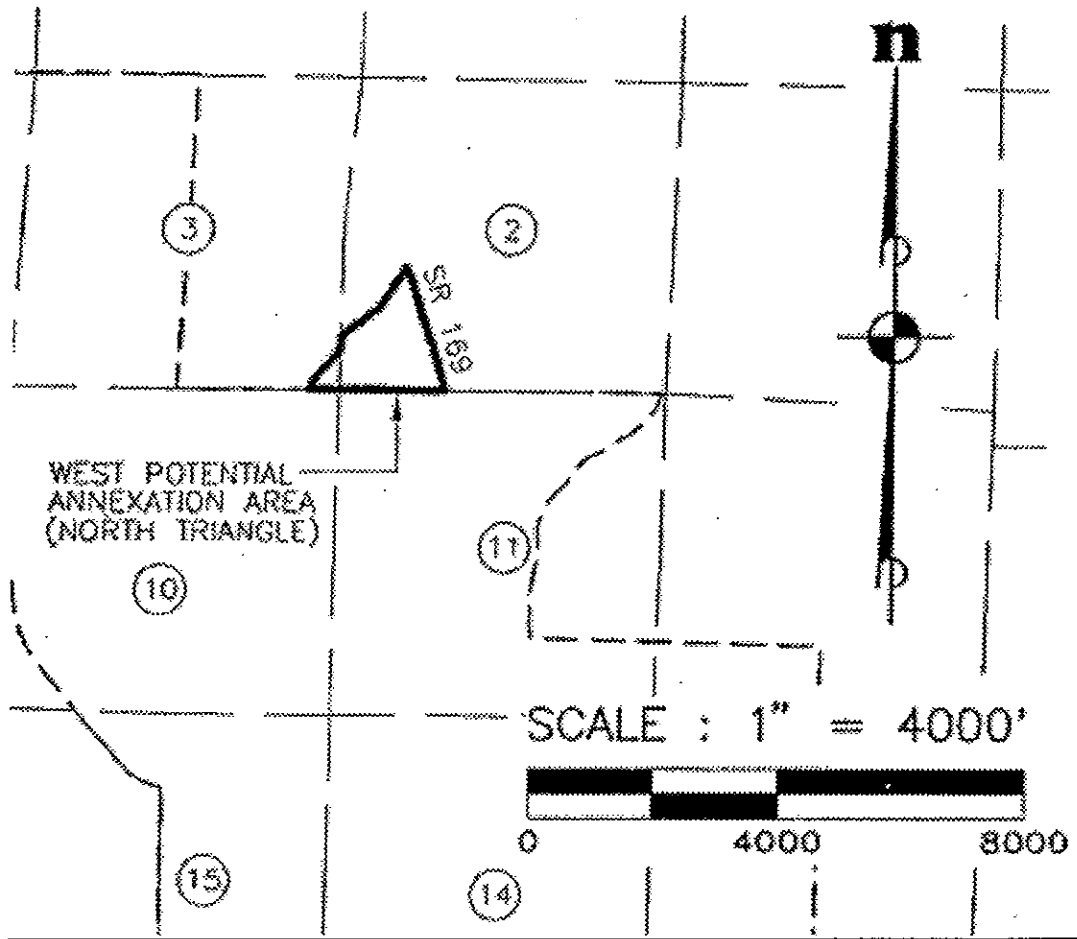 n
3
2
SR 169
WEST POTENTIAL
ANNEXATION AREA
(NORTH TRIANGLE)
11
10
SCALE : 1" = 4000'
0 4000 8000
15
14